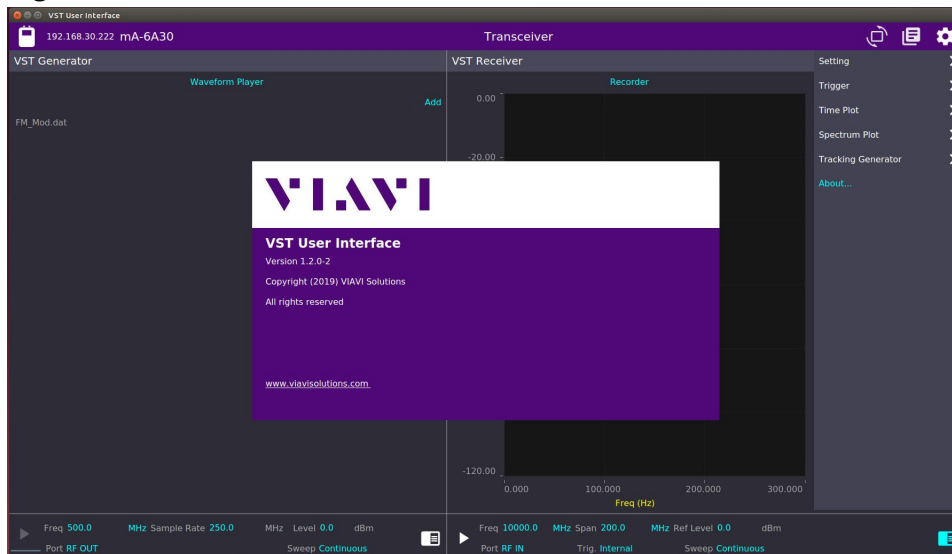 VST User Interface
192.168.30.222 mA-6A30
Transceiver
VST Generator
Waveform Player
Add
FM_Mod.dat
VST Receiver
Recorder
0.00
-20.00
-120.00
0.000 100.000 200.000 300.000
Freq (Hz)
Setting
Trigger
Time Plot
Spectrum Plot
Tracking Generator
About...
VIAVI
VST User Interface
Version 1.2.0-2
Copyright (2019) VIAVI Solutions
All rights reserved
www.viavisolutions.com
Freq 500.0 MHz Sample Rate 250.0 MHz Level 0.0 dBm
Port RF OUT Sweep Continuous
Freq 10000.0 MHz Span 200.0 MHz Ref Level 0.0 dBm
Port RF IN Trig. Internal Sweep Continuous